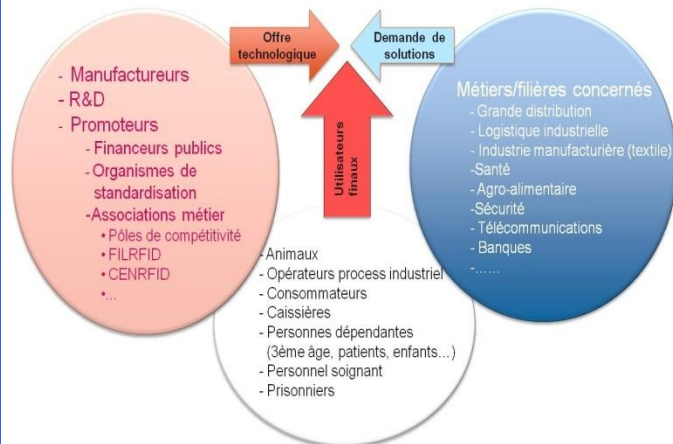 Offre
technologique
Demande de
solutions
- Manufactureurs
- R&D
- Promoteurs
- Financeurs publics
- Organismes de
standardisation
-Associations métier
• Pôles de compétitivité
• FILRFID
• CENRFID
•...
Utilisateurs
finaux
Métiers/filières concernés
- Grande distribution
- Logistique industrielle
- Industrie manufacturière (textile)
-Santé
- Agro-alimentaire
-Sécurité
- Télécommunications
- Banques
-......
-Animaux
- Opérateurs process industriel
- Consommateurs
- Caissières
- Personnes dépendantes
(3ème âge, patients, enfants...)
- Personnel soignant
- Prisonniers